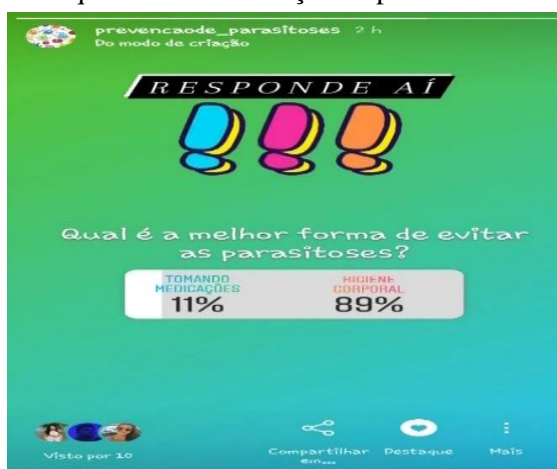 prevencaode_parasitoses 2 h
Do modo de criação
RESPONDE AÍ
Qual é a melhor forma de evitar
as parasitoses?
TOMANDO
MEDICAÇÕES
11%
HIGIENE
CORPORAL
89%
Visto por 10
Compartilhar
em...
Destaque
Mais